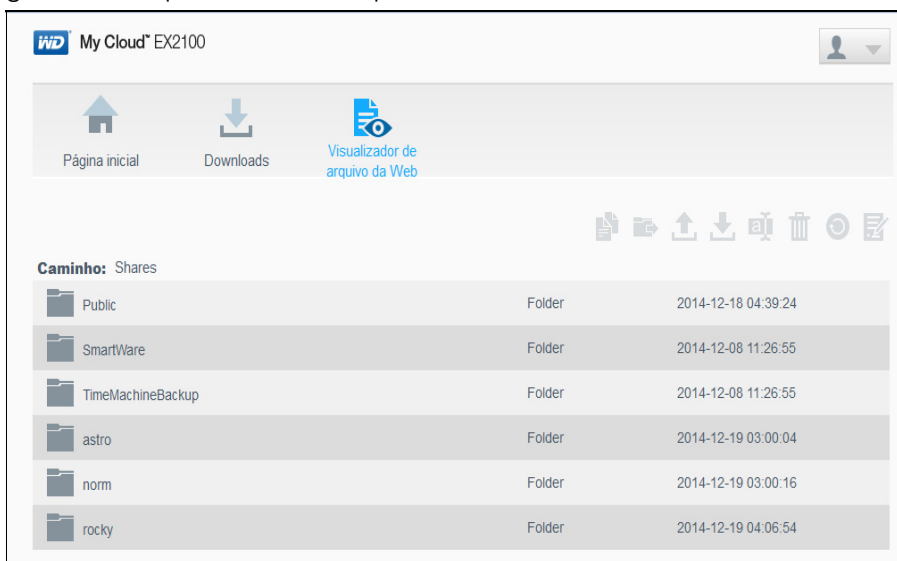 WD My Cloud™ EX2100
Página inicial
Downloads
Visualizador de
arquivo da Web
Caminho: Shares
Public Folder 2014-12-18 04:39:24
SmartWare Folder 2014-12-08 11:26:55
TimeMachineBackup Folder 2014-12-08 11:26:55
astro Folder 2014-12-19 03:00:04
norm Folder 2014-12-19 03:00:16
rocky Folder 2014-12-19 04:06:54